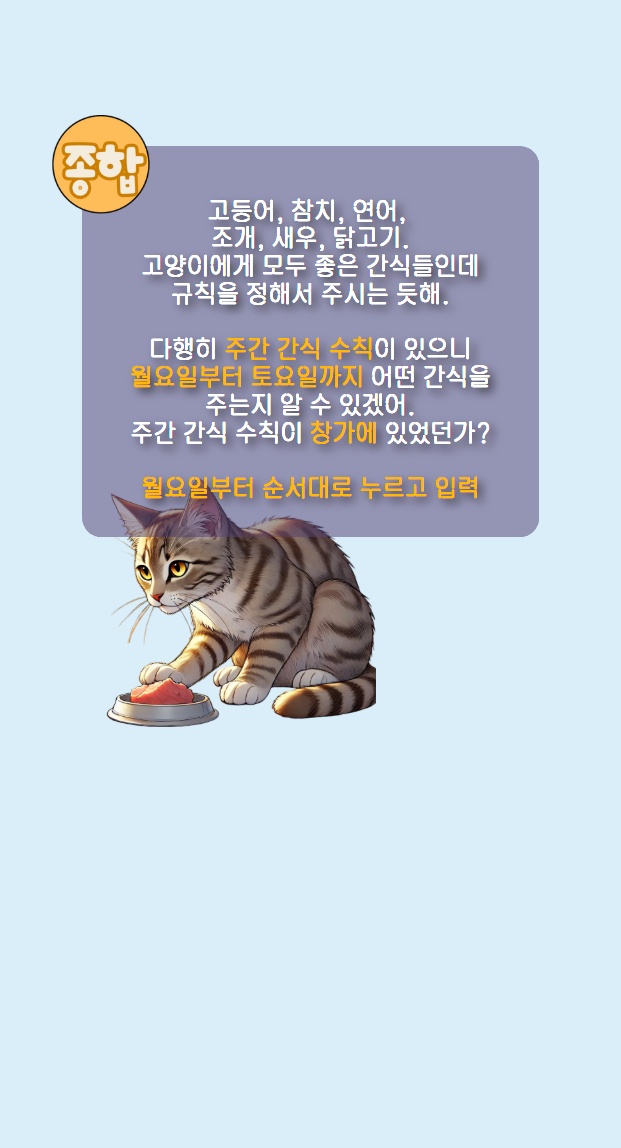 종합
고등어, 참치, 연어,
조개, 새우, 닭고기.
고양이에게 모두 좋은 간식들인데
규칙을 정해서 주시는 듯해.
다행히 주간 간식 수칙이 있으니
월요일부터 토요일까지 어떤 간식을
주는지 알 수 있겠어.
주간 간식 수칙이 창가에 있었던가?
월요일부터 순서대로 누르고 입력